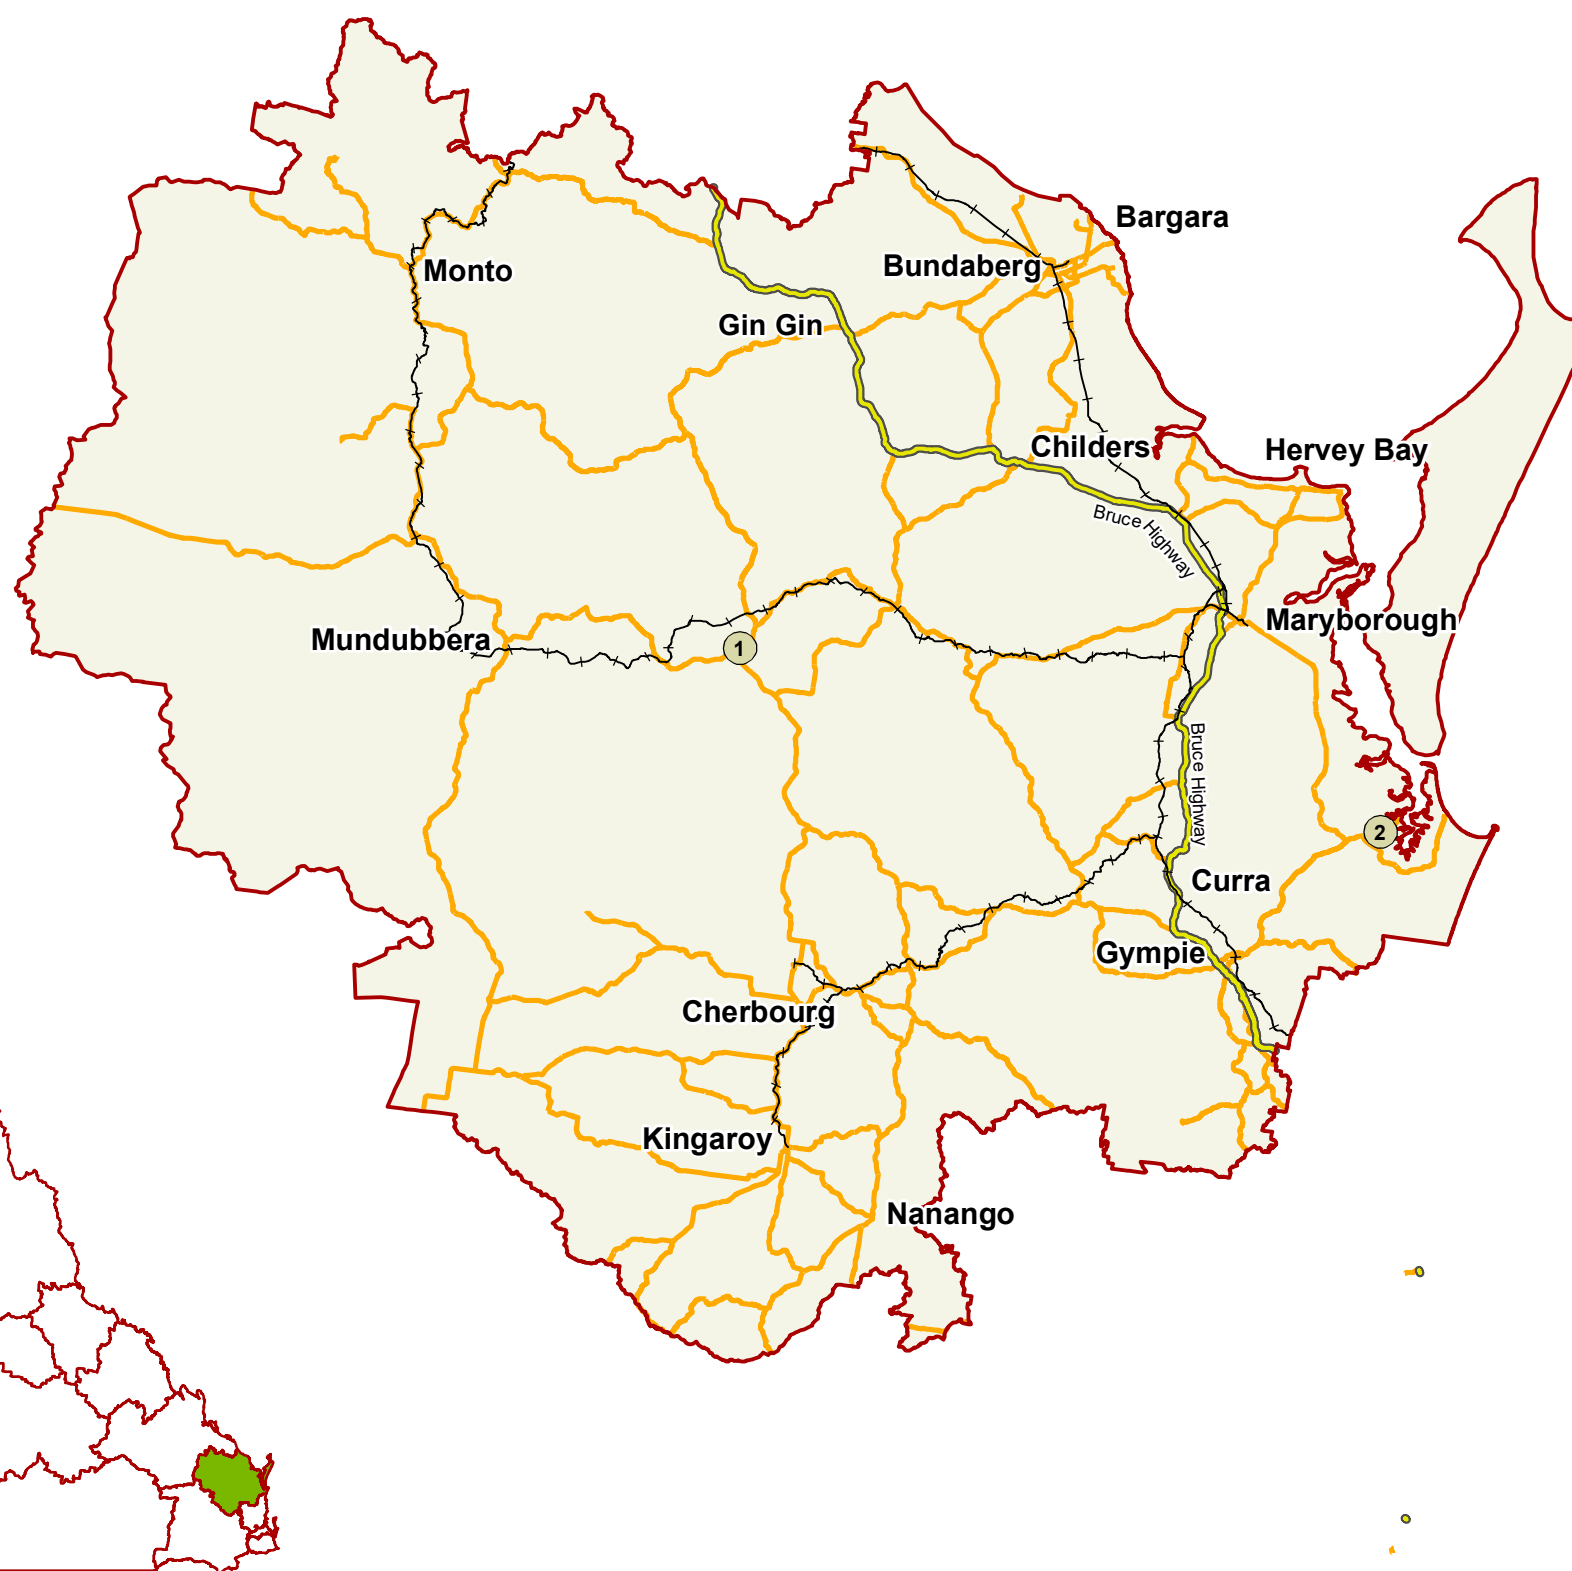 Bargara
Bundaberg
Monto
Gin Gin
Childers
Hervey Bay
Bruce Highway
Maryborough
Mundubbera
1
Bruce Highway
2
Curra
Gympie
Cherbourg
Kingaroy
Nanango